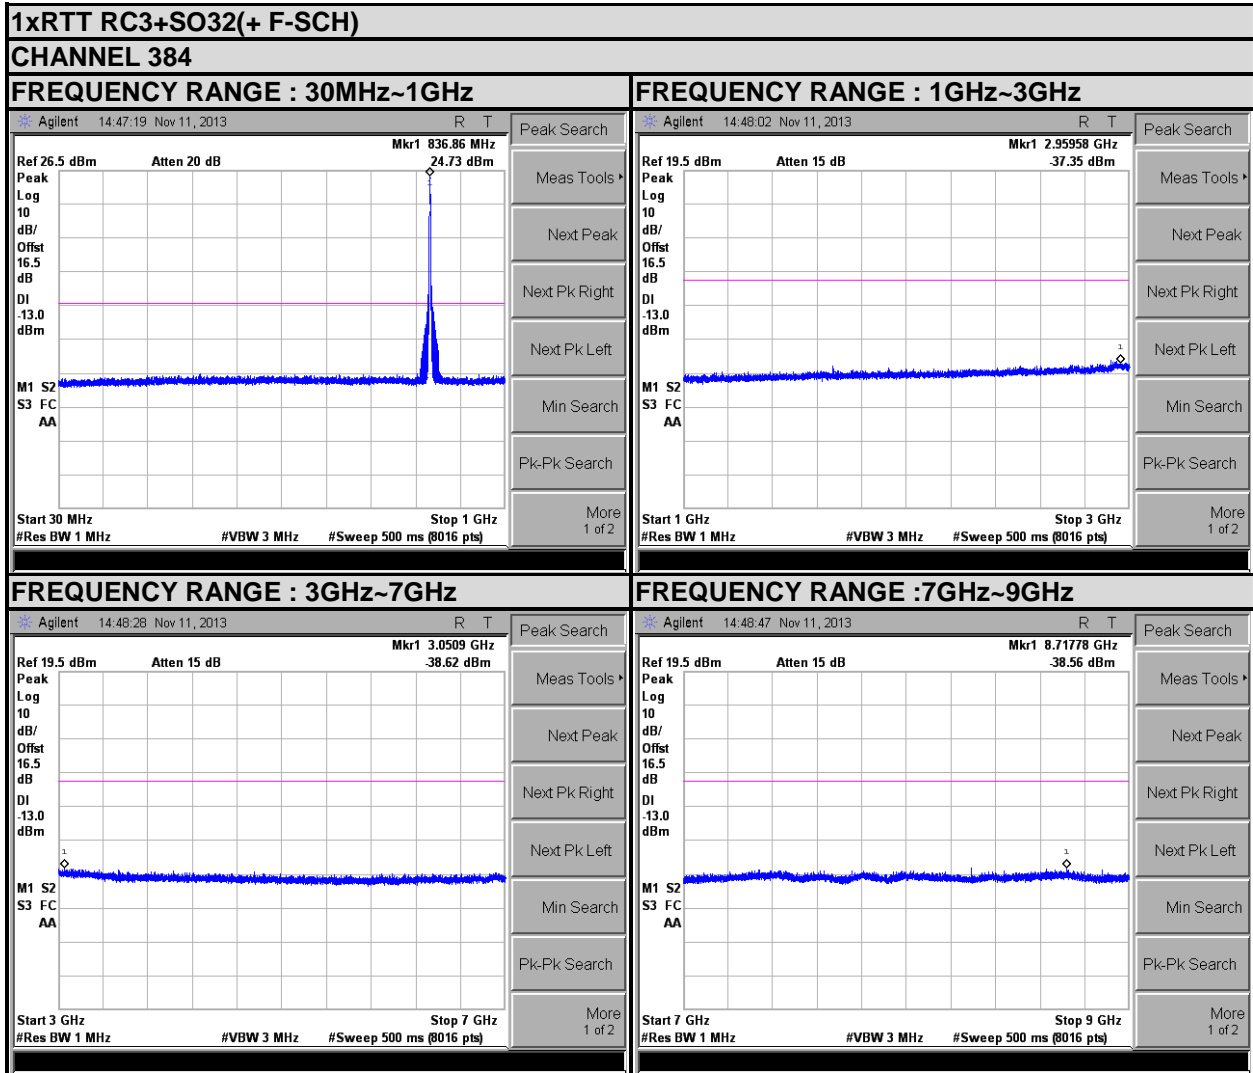 1xRTT RC3+SO32(+ F-SCH)
CHANNEL 384
FREQUENCY RANGE : 30MHz~1GHz
Agilent 14:47:19 Nov 11, 2013 R T
Mkr1 836.86 MHz
Ref 26.5 dBm Atten 20 dB 24.73 dBm
Peak
Log
10
dB/
Offst
16.5
dB
DI
-13.0
dBm
M1 S2
S3 FC
AA
1
Start 30 MHz Stop 1 GHz
#Res BW 1 MHz #VBW 3 MHz #Sweep 500 ms (8016 pts)
Peak Search
Meas Tools
Next Peak
Next Pk Right
Next Pk Left
Min Search
Pk-Pk Search
More
1 of 2
FREQUENCY RANGE : 1GHz~3GHz
Agilent 14:48:02 Nov 11, 2013 R T
Mkr1 2.95958 GHz
Ref 19.5 dBm Atten 15 dB -37.35 dBm
Peak
Log
10
dB/
Offst
16.5
dB
DI
-13.0
dBm
M1 S2
S3 FC
AA
1
Start 1 GHz Stop 3 GHz
#Res BW 1 MHz #VBW 3 MHz #Sweep 500 ms (8016 pts)
Peak Search
Meas Tools
Next Peak
Next Pk Right
Next Pk Left
Min Search
Pk-Pk Search
More
1 of 2
FREQUENCY RANGE : 3GHz~7GHz
Agilent 14:48:28 Nov 11, 2013 R T
Mkr1 3.0509 GHz
Ref 19.5 dBm Atten 15 dB -38.62 dBm
Peak
Log
10
dB/
Offst
16.5
dB
DI
-13.0
dBm
M1 S2
S3 FC
AA
1
Start 3 GHz Stop 7 GHz
#Res BW 1 MHz #VBW 3 MHz #Sweep 500 ms (8016 pts)
Peak Search
Meas Tools
Next Peak
Next Pk Right
Next Pk Left
Min Search
Pk-Pk Search
More
1 of 2
FREQUENCY RANGE :7GHz~9GHz
Agilent 14:48:47 Nov 11, 2013 R T
Mkr1 8.71778 GHz
Ref 19.5 dBm Atten 15 dB -38.56 dBm
Peak
Log
10
dB/
Offst
16.5
dB
DI
-13.0
dBm
M1 S2
S3 FC
AA
1
Start 7 GHz Stop 9 GHz
#Res BW 1 MHz #VBW 3 MHz #Sweep 500 ms (8016 pts)
Peak Search
Meas Tools
Next Peak
Next Pk Right
Next Pk Left
Min Search
Pk-Pk Search
More
1 of 2